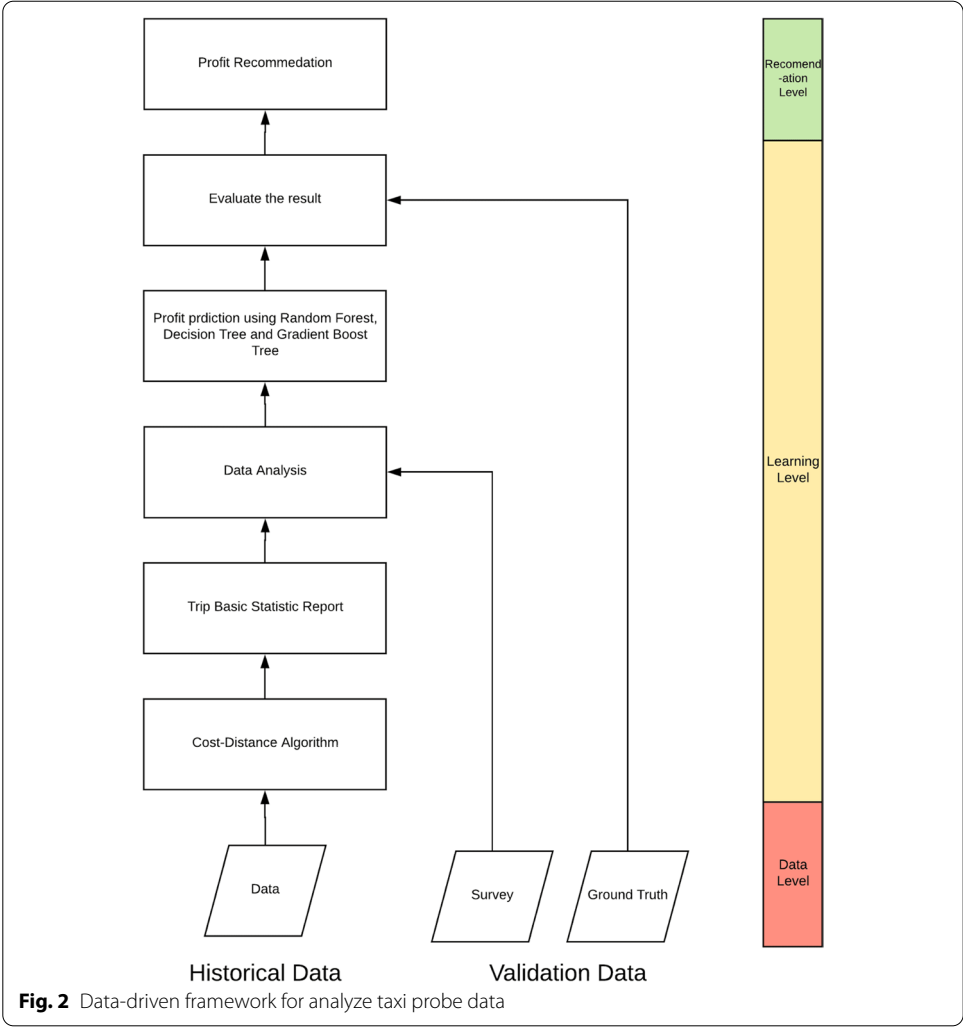 Profit Recommedation
Evaluate the result
Profit prdiction using Random Forest,
Decision Tree and Gradient Boost
Tree
Data Analysis
Trip Basic Statistic Report
Cost-Distance Algorithm
Data
Survey
Ground Truth
Historical Data
Validation Data
Recomend
-ation
Level
Learning
Level
Data
Level
Fig. 2 Data-driven framework for analyze taxi probe data